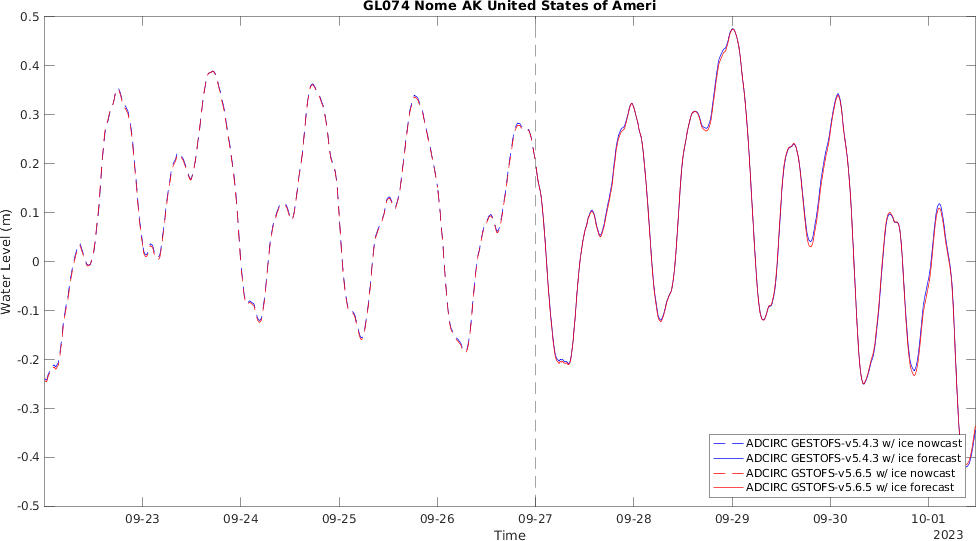 GL074 Nome AK United States of Ameri
0.5
0.4
0.3
0.2
0.1
0
-0.1
-0.2
-0.3
-0.4
-0.5
Water Level (m)
ADCIRC GESTOFS-v5.4.3 w/ ice nowcast
ADCIRC GESTOFS-v5.4.3 w/ ice forecast
ADCIRC GSTOFS-v5.6.5 w/ ice nowcast
ADCIRC GSTOFS-v5.6.5 w/ ice forecast
09-23 09-24 09-25 09-26 09-27 09-28 09-29 09-30 10-01
Time
2023